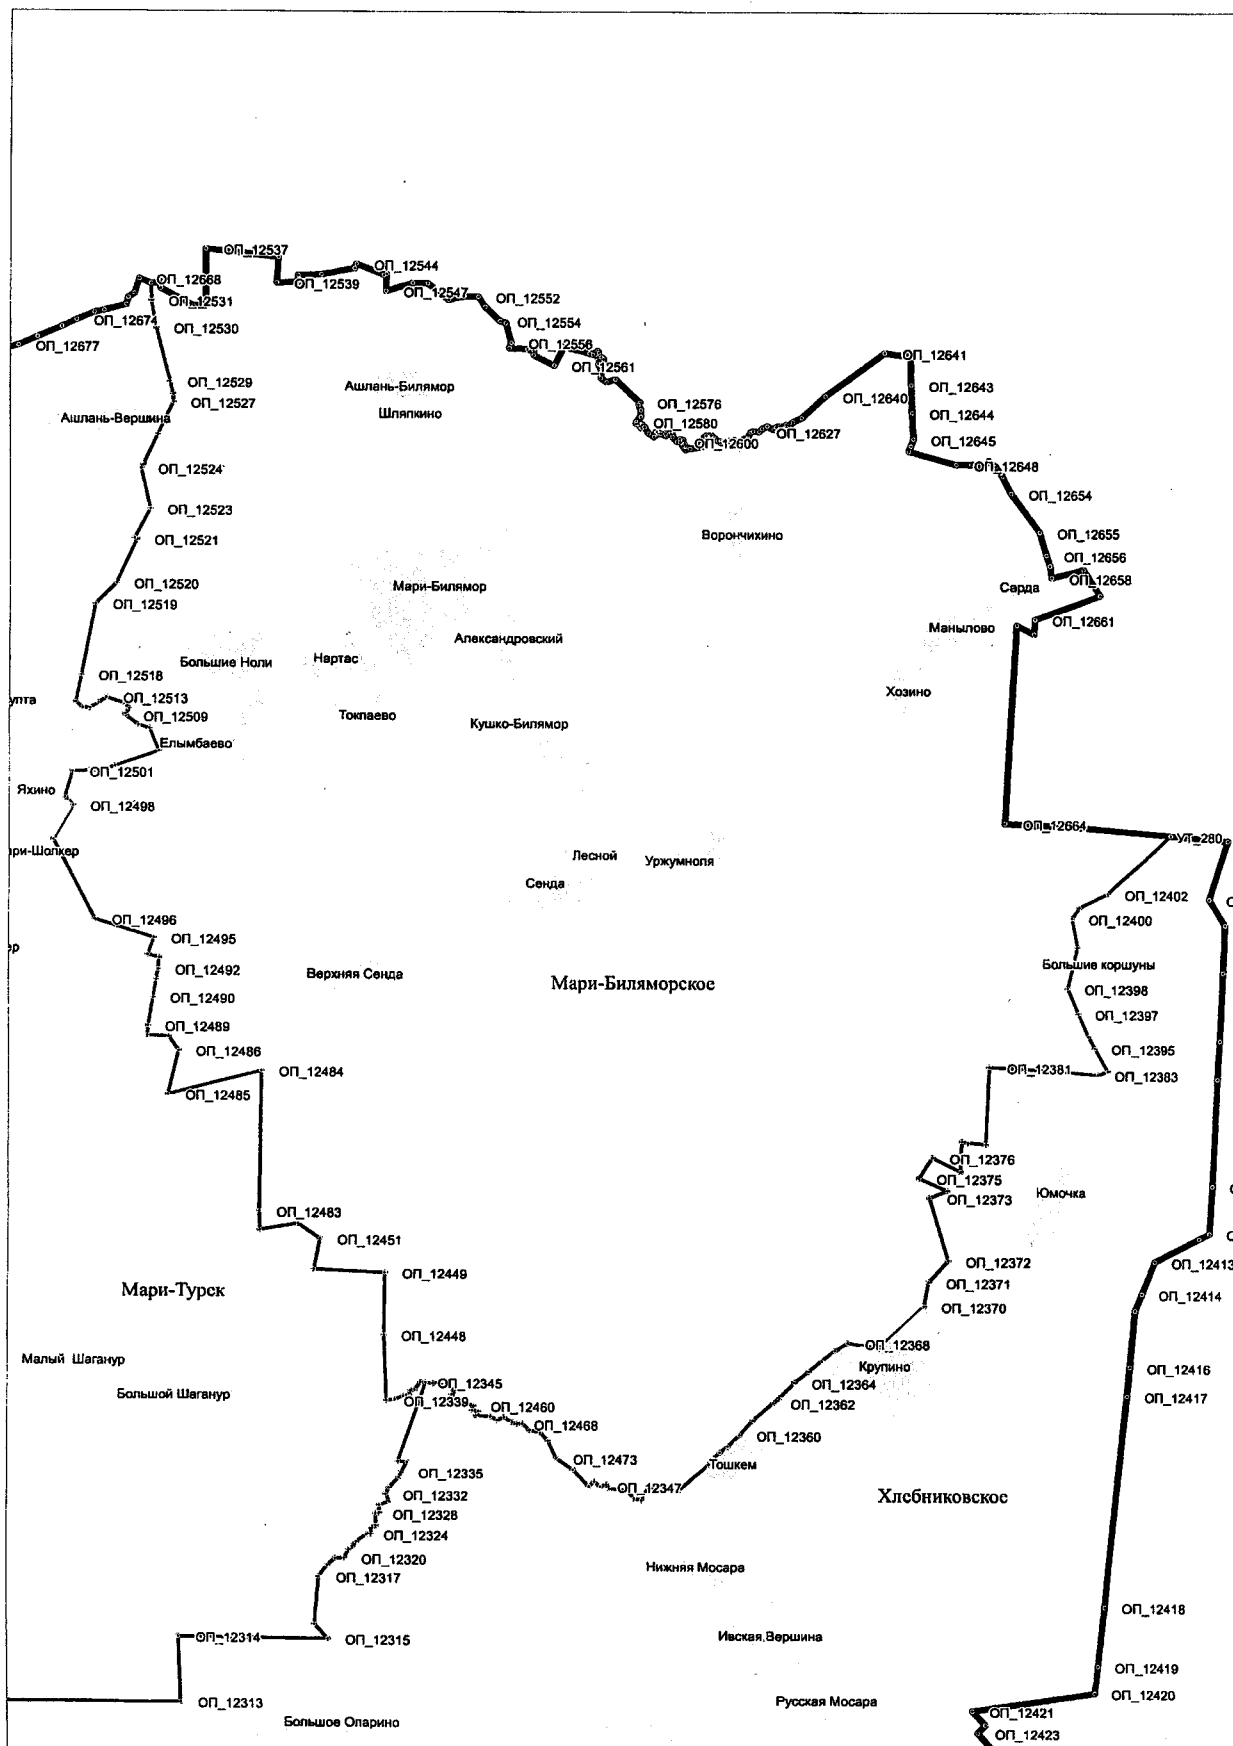 ОП_12537
ОП_12668
ОП_12544
ОП_12539
ОП_12531
ОП_12547
ОП_12552
ОП_12674
ОП_12530
ОП_12554
ОП_12677
ОП_12556
ОП_12561
ОП_12641
ОП_12529
Ашлань-Билямор
ОП_12643
ОП_12527
ОП_12640
ОП_12576
Ашлань-Вершина
Шляпкино
ОП_12644
ОП_12580
ОП_12627
ОП_12600
ОП_12645
ОП_12524
ОП_12648
ОП_12654
ОП_12523
ОП_12521
Ворончихино
ОП_12655
ОП_12656
ОП_12520
Мари-Билямор
Сарда
ОП_12658
ОП_12519
ОП_12661
Манылово
Александровский
Большие Ноли
Нартас
ОП_12518
Хозино
упта
ОП_12513
ОП_12509
Токпаево
Кушко-Билямор
Елымбаево
ОП_12501
Яхино
ОП_12498
ОП_12664
УТ_280
ри-Шолкер
Лесной
Уржумнопя
Сенда
ОП_12402
ОП_12496
ОП_12400
ОП_12495
ер
Большие коршуны
ОП_12492
Верхняя Сенда
Мари-Биляморское
ОП_12398
ОП_12490
ОП_12397
ОП_12489
ОП_12486
ОП_12395
ОП_12484
ОП_12381
ОП_12383
ОП_12485
ОП_12376
ОП_12375
Юмочка
ОП_12373
ОП_12483
ОП_12451
ОП_12372
ОП_12413
ОП_12449
ОП_12371
Мари-Турск
ОП_12414
ОП_12370
ОП_12448
ОП_12368
Малый Шаганур
Крупино
ОП_12416
ОП_12345
ОП_12364
Большой Шаганур
ОП_12339
ОП_12417
ОП_12362
ОП_12460
ОП_12468
ОП_12360
ОП_12473
Тошкем
ОП_12335
ОП_12347
ОП_12332
Хлебниковское
ОП_12328
ОП_12324
ОП_12320
Нижняя Мосара
ОП_12317
ОП_12418
ОП_12314
ОП_12315
Ивская Вершина
ОП_12419
ОП_12420
ОП_12313
Русская Мосара
ОП_12421
Большое Опарино
ОП_12423